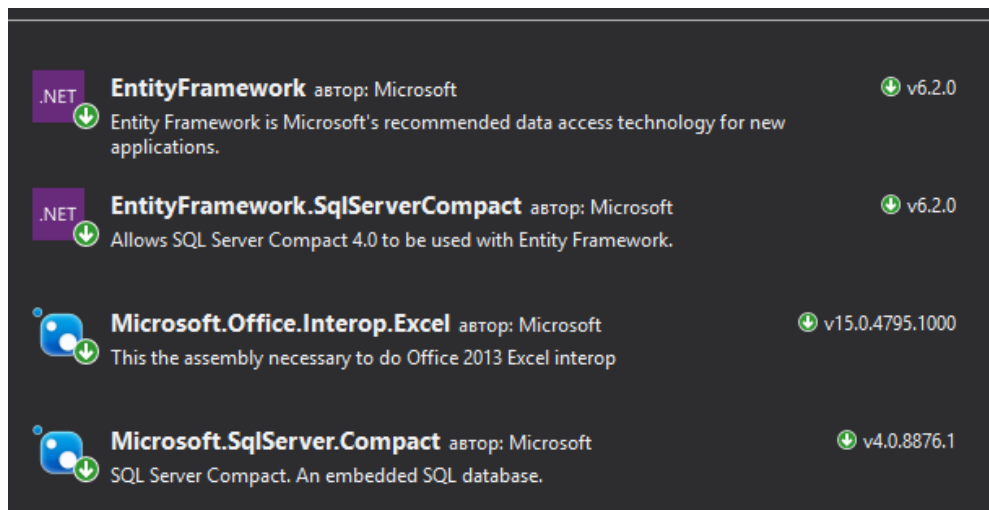 .NET
EntityFramework автор: Microsoft
v6.2.0
Entity Framework is Microsoft's recommended data access technology for new
applications.
.NET
EntityFramework.SqlServerCompact автор: Microsoft
v6.2.0
Allows SQL Server Compact 4.0 to be used with Entity Framework.
Microsoft.Office.Interop.Excel автор: Microsoft
v15.0.4795.1000
This the assembly necessary to do Office 2013 Excel interop
Microsoft.SqlServer.Compact автор: Microsoft
v4.0.8876.1
SQL Server Compact. An embedded SQL database.